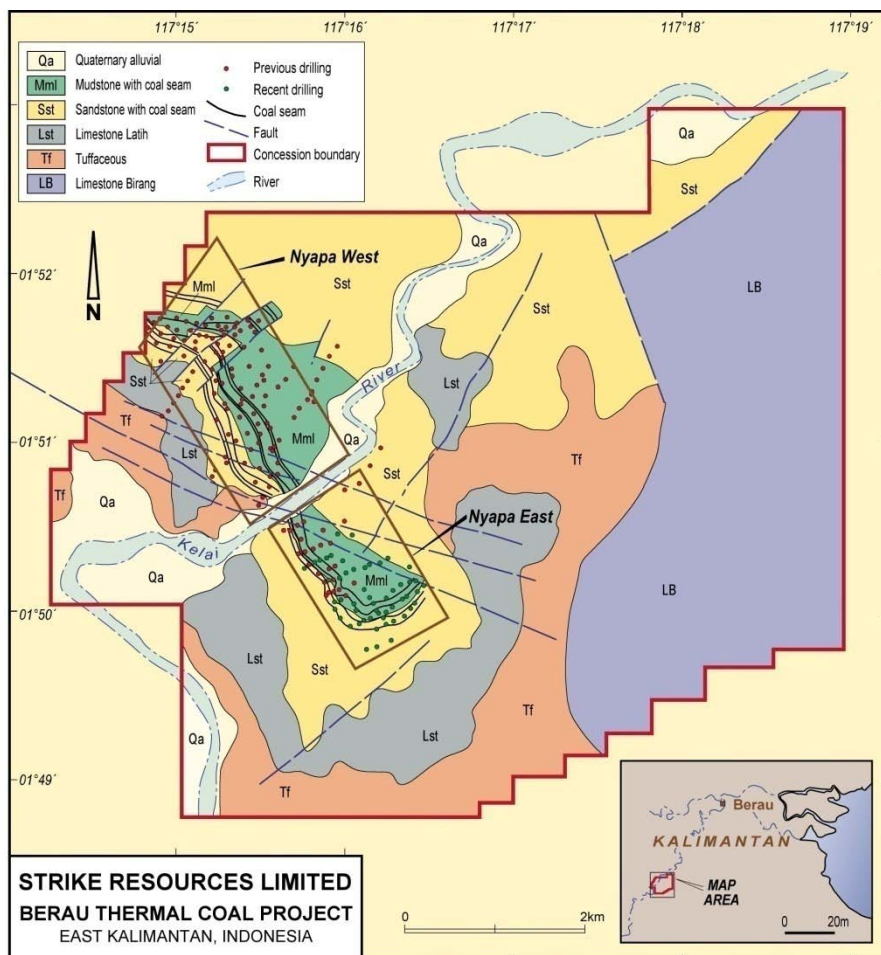 117°15´
117°16´
117°17´
117°18´
117°19´
Qa Quaternary alluvial
Mml Mudstone with coal seam
Sst Sandstone with coal seam
Lst Limestone Latih
Tf Tuffaceous
LB Limestone Birang
Previous drilling
Recent drilling
Coal seam
Fault
Concession boundary
River
Qa
Sst
Qa
01°52´
N
Nyapa West
Mml
Sst
LB
Sst
Sst
Lst
River
Tf
Lst
Mml
Qa
01°51´
Sst
Tf
Tf
Qa
Nyapa East
Kelai
Qa
Mml
LB
01°50´
Lst
Sst
Lst
Tf
Qa
01°49´
Tf
STRIKE RESOURCES LIMITED
BERAU THERMAL COAL PROJECT
EAST KALIMANTAN, INDONESIA
0 2km
Berau
KALIMANTAN
MAP
AREA
0 20m